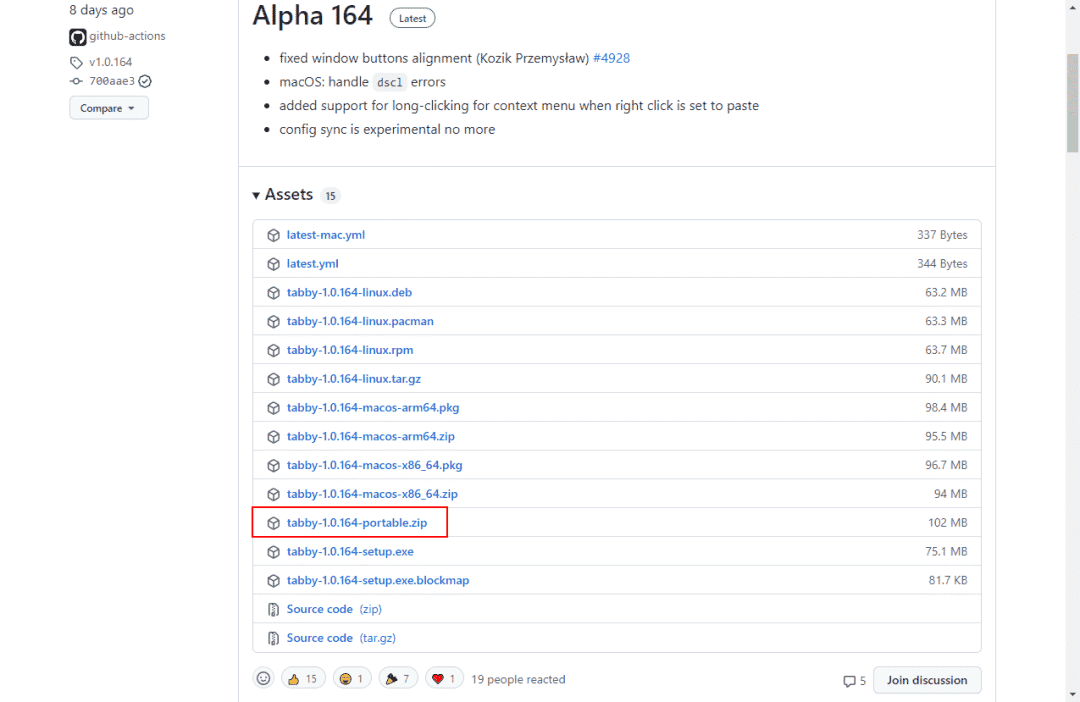 8 days ago
github-actions
v1.0.164
700aae3
Compare
Alpha 164 Latest
fixed window buttons alignment (Kozik Przemysław) #4928
macOS: handle dscl errors
added support for long-clicking for context menu when right click is set to paste
config sync is experimental no more
Assets 15
latest-mac.yml 337 Bytes
latest.yml 344 Bytes
tabby-1.0.164-linux.deb 63.2 MB
tabby-1.0.164-linux.pacman 63.3 MB
tabby-1.0.164-linux.rpm 63.7 MB
tabby-1.0.164-linux.tar.gz 90.1 MB
tabby-1.0.164-macos-arm64.pkg 98.4 MB
tabby-1.0.164-macos-arm64.zip 95.5 MB
tabby-1.0.164-macos-x86_64.pkg 96.7 MB
tabby-1.0.164-macos-x86_64.zip 94 MB
tabby-1.0.164-portable.zip 102 MB
tabby-1.0.164-setup.exe 75.1 MB
tabby-1.0.164-setup.exe.blockmap 81.7 KB
Source code (zip)
Source code (tar.gz)
15 1 7 1 19 people reacted 5 Join discussion